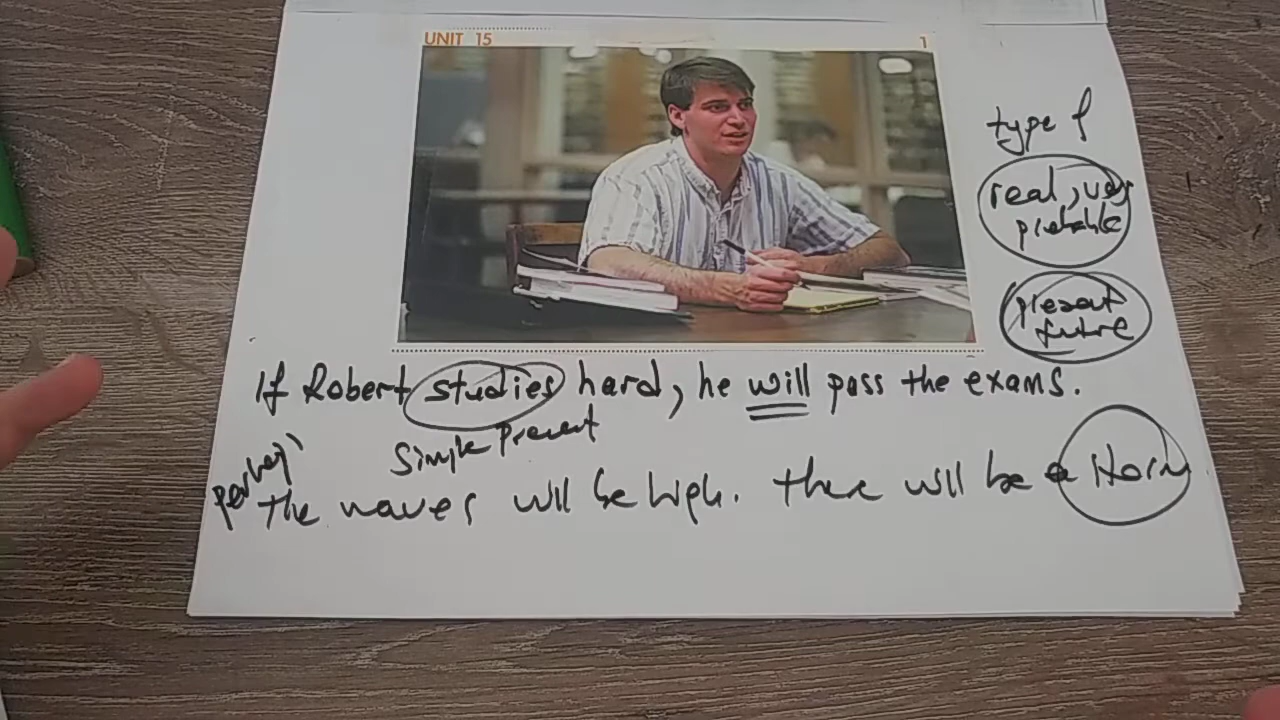 UNIT 15
1
type 1
real, very
probable
present
future
If Robert studies hard, he will pass the exams.
Simple Present
perhaps
The waves will be high. there will be a storm